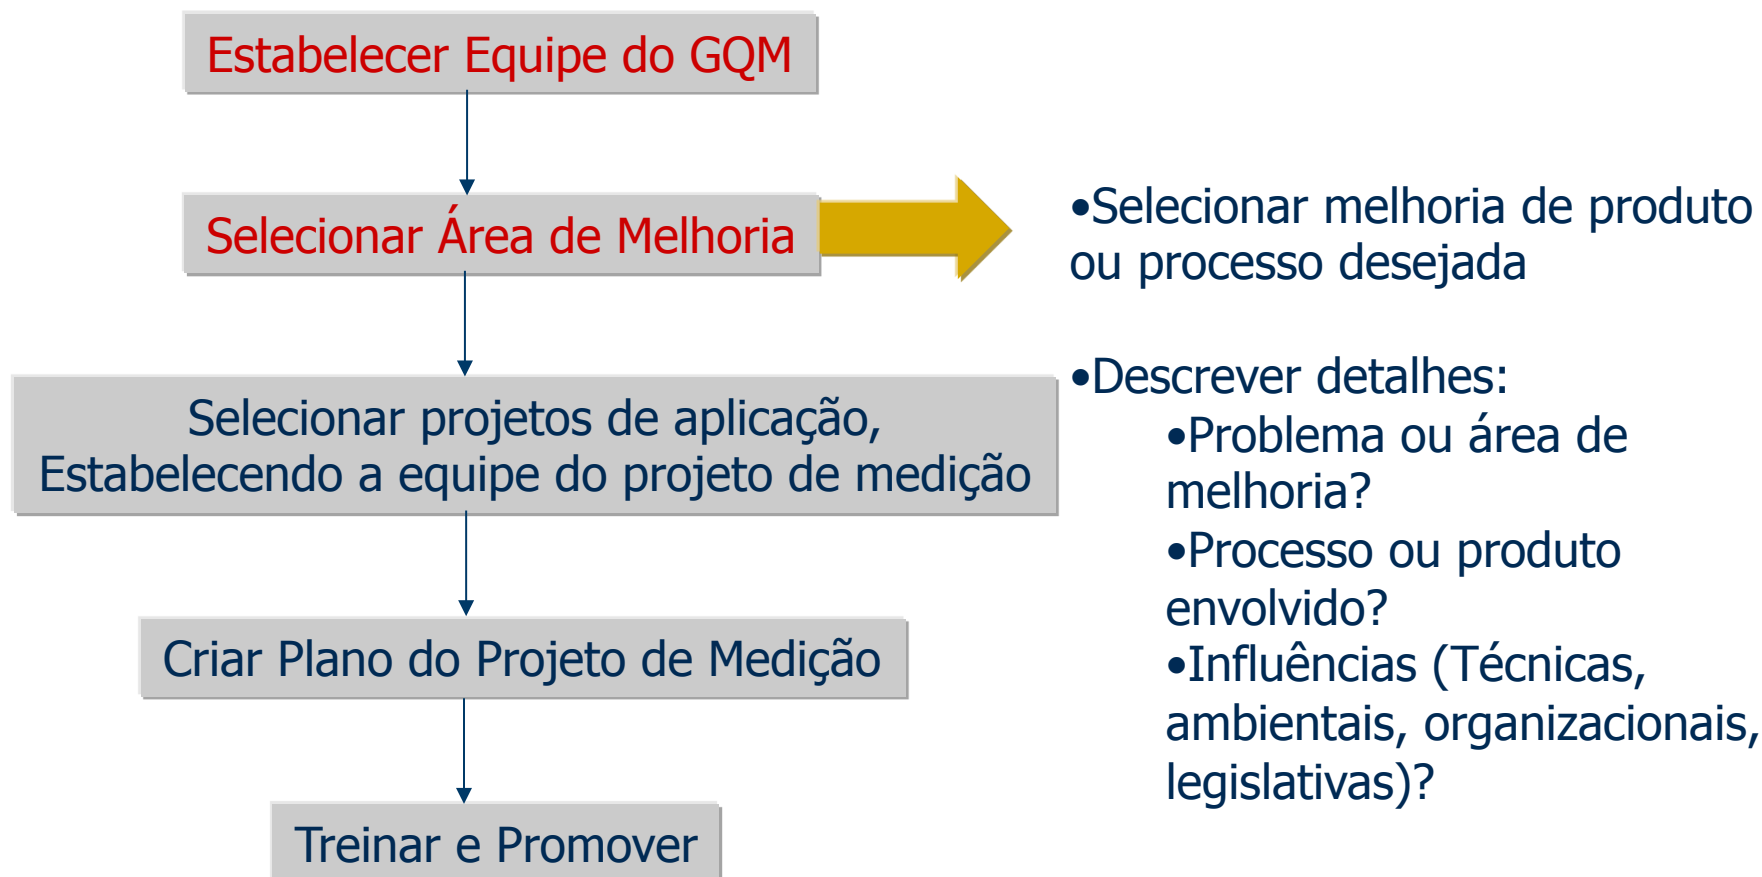 Estabelecer Equipe do GQM
Selecionar Área de Melhoria
•Selecionar melhoria de produto
ou processo desejada
Selecionar projetos de aplicação,
Estabelecendo a equipe do projeto de medição
•Descrever detalhes:
•Problema ou área de
melhoria?
•Processo ou produto
envolvido?
•Influências (Técnicas,
ambientais, organizacionais,
legislativas)?
Criar Plano do Projeto de Medição
Treinar e Promover